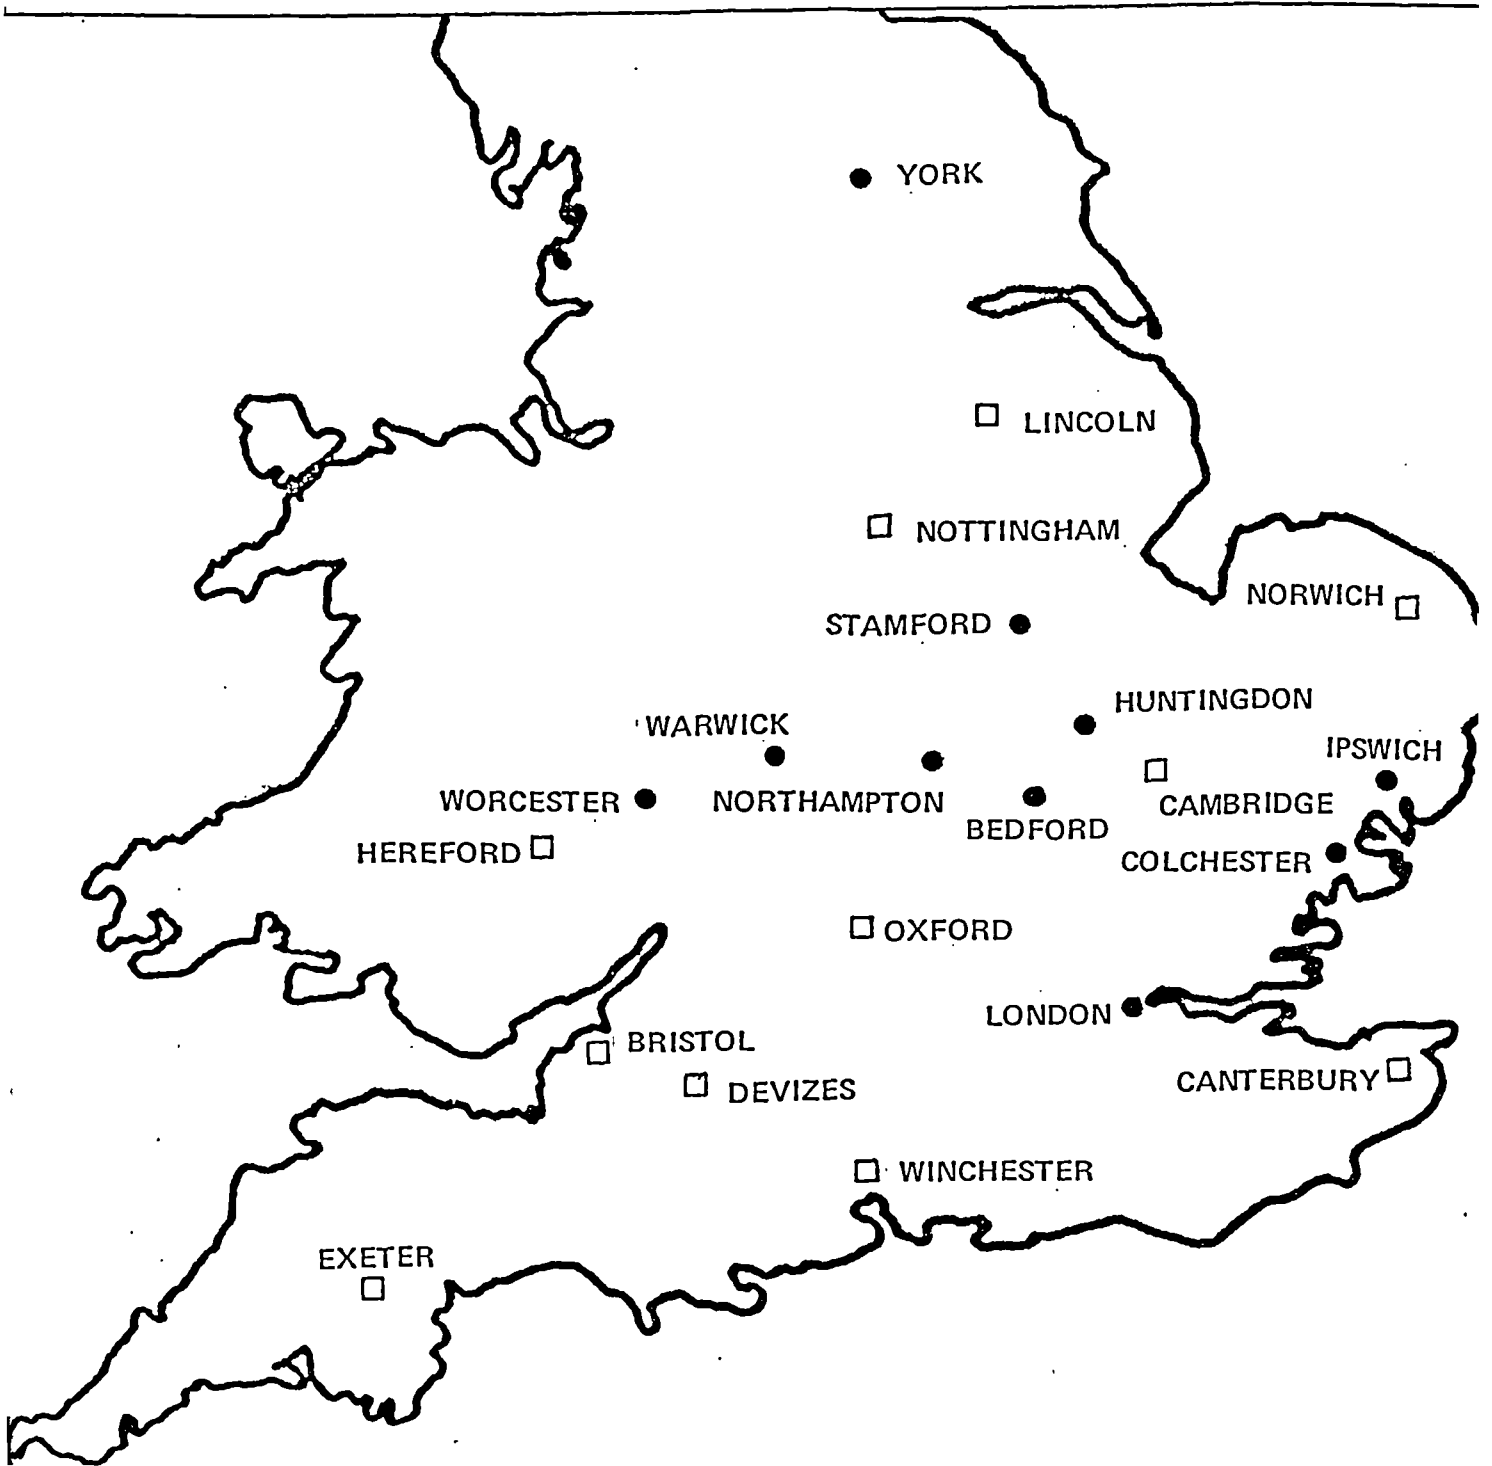 YORK
LINCOLN
NOTTINGHAM
NORWICH
STAMFORD
HUNTINGDON
WARWICK
IPSWICH
WORCESTER
NORTHAMPTON
CAMBRIDGE
BEDFORD
HEREFORD
COLCHESTER
OXFORD
LONDON
BRISTOL
CANTERBURY
DEVIZES
WINCHESTER
EXETER